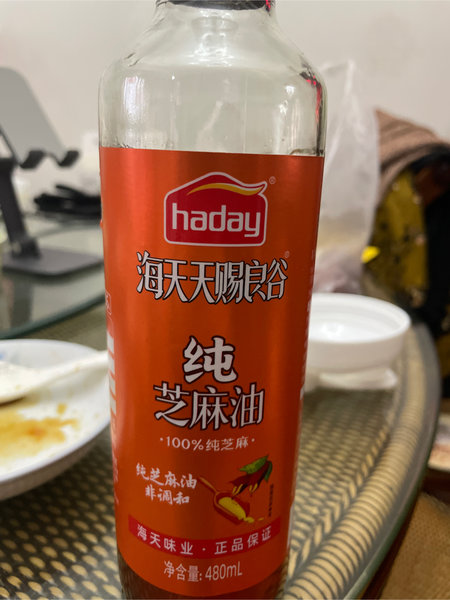 haday
海天天赐良谷
纯
芝麻油
·100%纯芝麻·
纯芝麻油
非调和
海天味业·正品保证
净含量:480mL